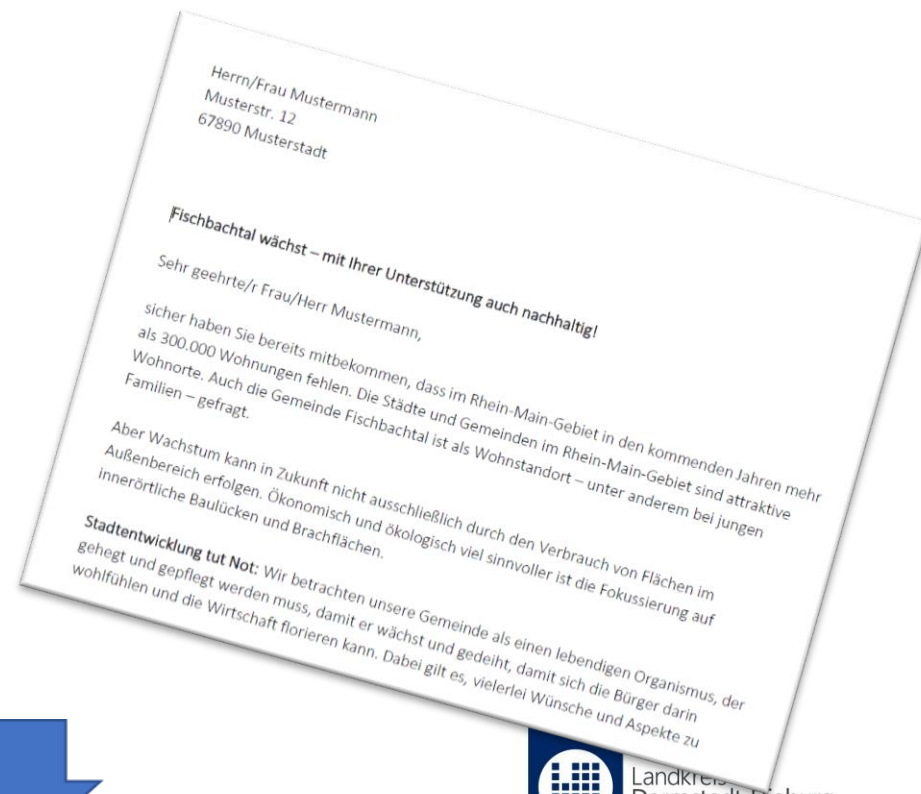 Herrn/Frau Mustermann
Musterstr. 12
67890 Musterstadt
Fischbachtal wächst – mit Ihrer Unterstützung auch nachhaltig!
Sehr geehrte/r Frau/Herr Mustermann,
sicher haben Sie bereits mitbekommen, dass im Rhein-Main-Gebiet in den kommenden Jahren mehr
als 300.000 Wohnungen fehlen. Die Städte und Gemeinden im Rhein-Main-Gebiet sind attraktive
Wohnorte. Auch die Gemeinde Fischbachtal ist als Wohnstandort – unter anderem bei jungen
Familien – gefragt.
Aber Wachstum kann in Zukunft nicht ausschließlich durch den Verbrauch von Flächen im
Außenbereich erfolgen. Ökonomisch und ökologisch viel sinnvoller ist die Fokussierung auf
innerörtliche Baulücken und Brachflächen.
Stadtentwicklung tut Not: Wir betrachten unsere Gemeinde als einen lebendigen Organismus, der
gehegt und gepflegt werden muss, damit er wächst und gedeiht, damit sich die Bürger darin
wohlfühlen und die Wirtschaft florieren kann. Dabei gilt es, vielerlei Wünsche und Aspekte zu
Landkreis